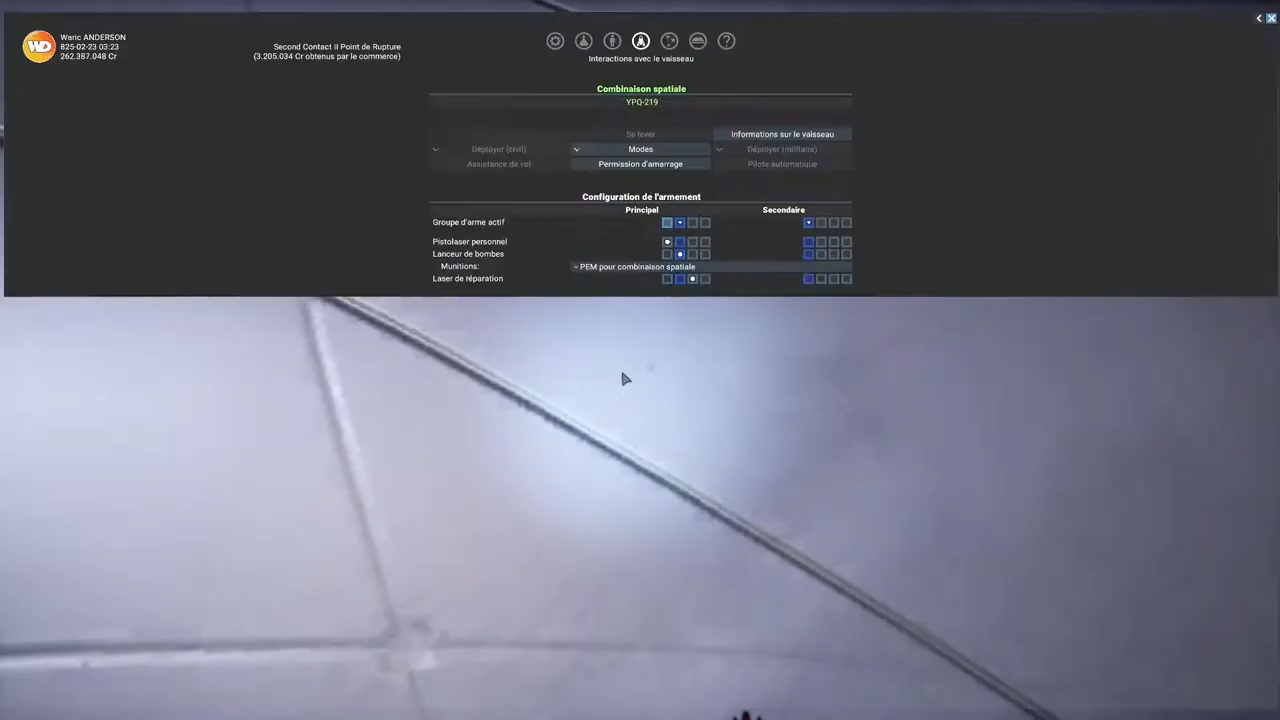 WD
Waric ANDERSON
825-02-23 03:23
262.387.048 Cr
Second Contact II Point de Rupture
(3.205.034 Cr obtenus par le commerce)
?
Interactions avec le vaisseau
Combinaison spatiale
YPQ-219
Se lever
Informations sur le vaisseau
Déployer (civil)
Modes
Déployer (militaire)
Assistance de vol
Permission d'amarrage
Pilote automatique
Configuration de l'armement
Principal
Secondaire
Groupe d'arme actif
Pistolaser personnel
Lanceur de bombes
Munitions:
PEM pour combinaison spatiale
Laser de réparation